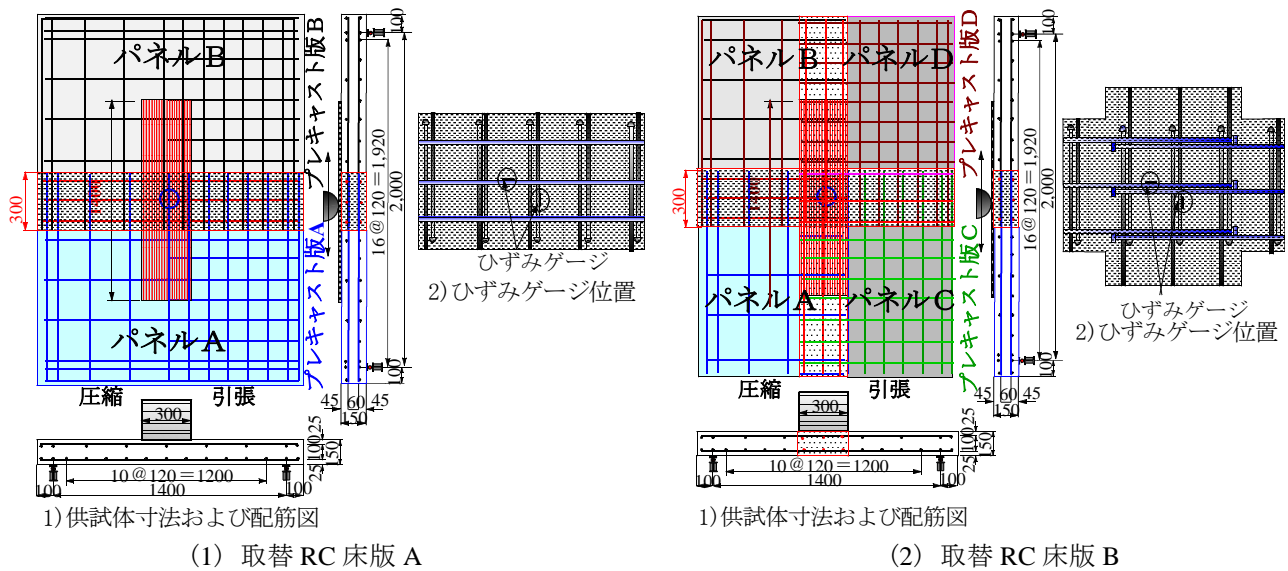 パネルB
プレキャスト版B
300
16@120=1,920
2,000
パネルA
プレキャスト版A
圧縮
引張
100
45
60
45
150
300
25
100
150
25
10@120=1200
100
1400
100
1)供試体寸法および配筋図
ひずみゲージ
2)ひずみゲージ位置
(1) 取替 RC 床版 A
パネルB
パネルD
プレキャスト版D
100
300
16@120=1,920
2,000
パネルA
パネルC
プレキャスト版C
圧縮
引張
100
45
60
45
150
300
25
100
150
25
10@120=1200
100
1400
100
1)供試体寸法および配筋図
ひずみゲージ
2)ひずみゲージ位置
(2) 取替 RC 床版 B